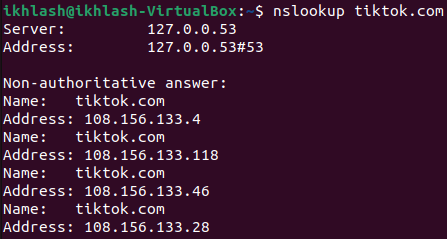 ikhlash@ikhlash-VirtualBox:~$ nslookup tiktok.com
Server:		127.0.0.53
Address:	127.0.0.53#53

Non-authoritative answer:
Name:	tiktok.com
Address: 108.156.133.4
Name:	tiktok.com
Address: 108.156.133.118
Name:	tiktok.com
Address: 108.156.133.46
Name:	tiktok.com
Address: 108.156.133.28